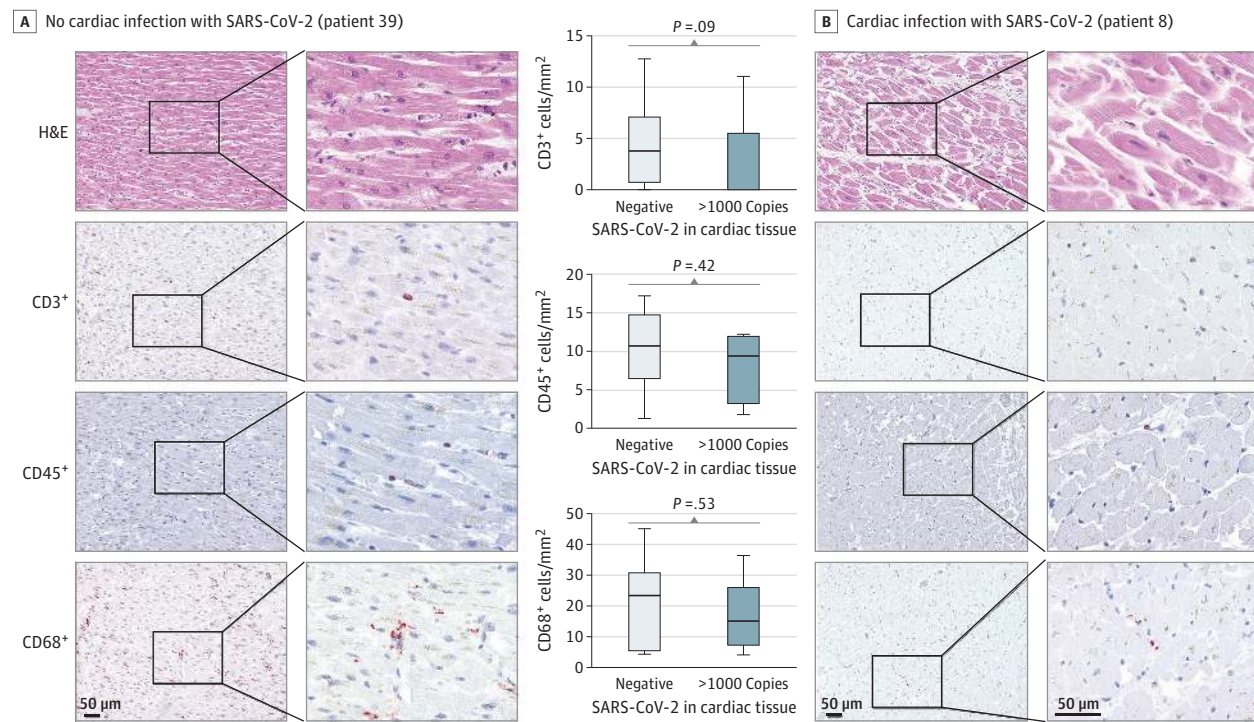 A No cardiac infection with SARS-CoV-2 (patient 39)
H&E
CD3+
CD45+
CD68+
50 µm
P = .09
15
10
5
0
CD3+ cells/mm2
Negative >1000 Copies
SARS-CoV-2 in cardiac tissue
P = .42
20
15
10
5
0
CD45+ cells/mm2
Negative >1000 Copies
SARS-CoV-2 in cardiac tissue
P = .53
50
40
30
20
10
0
CD68+ cells/mm2
Negative >1000 Copies
SARS-CoV-2 in cardiac tissue
B Cardiac infection with SARS-CoV-2 (patient 8)
50 µm
50 µm